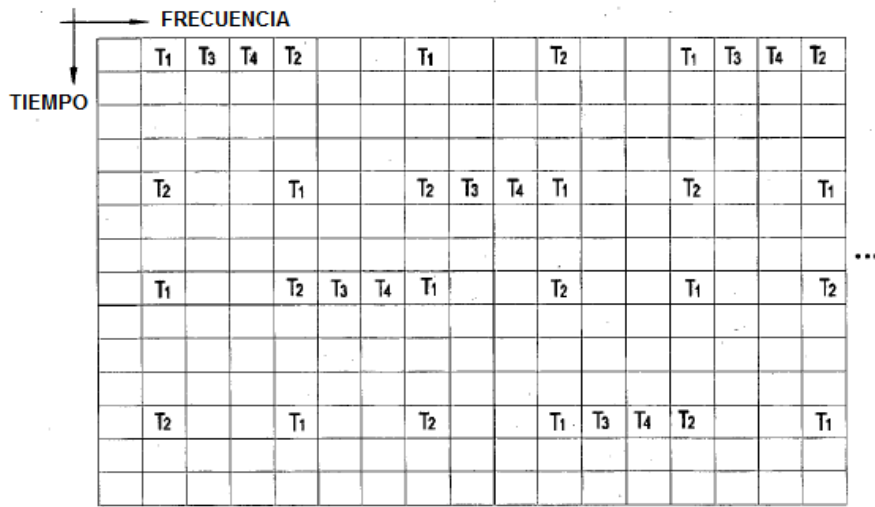 FRECUENCIA
T1 T3 T4 T2 T1 T2 T1 T3 T4 T2
TIEMPO
T2 T1 T2 T3 T4 T1 T2 T1
...
T1 T2 T3 T4 T1 T2 T1 T2
T2 T1 T2 T1 T3 T4 T2 T1